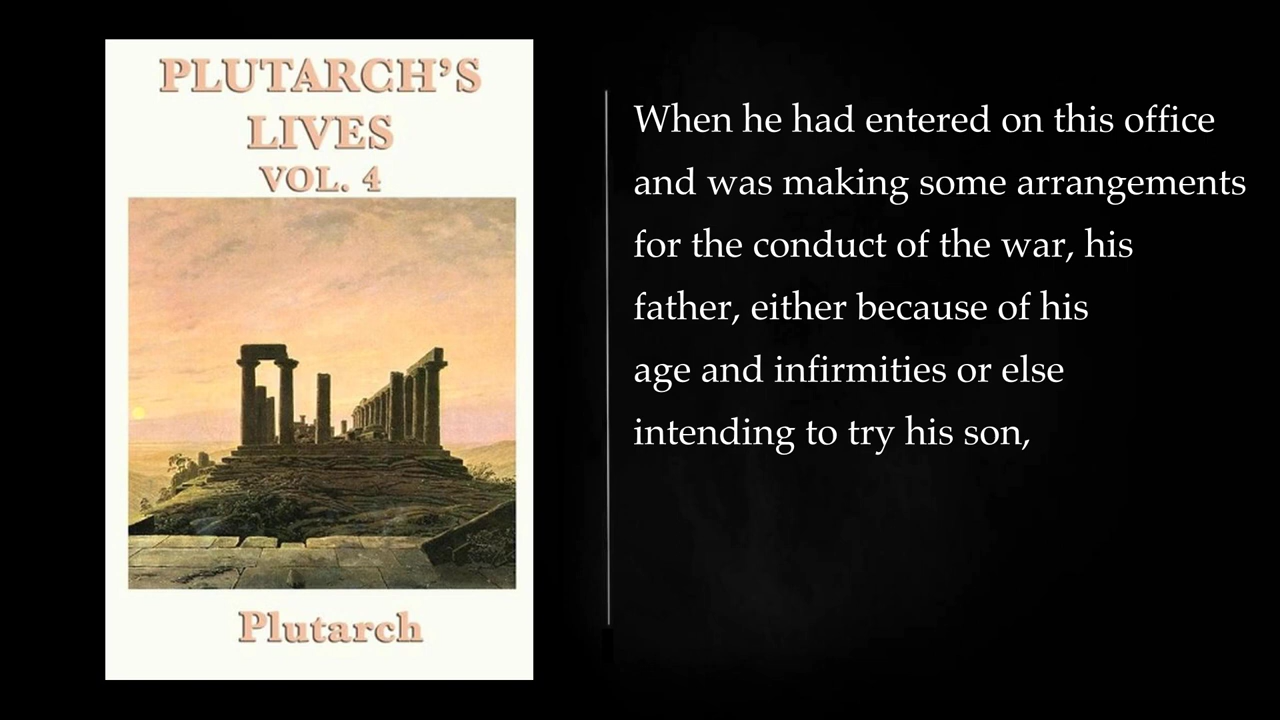 PLUTARCH'S
LIVES
VOL. 4
Plutarch
When he had entered on this office
and was making some arrangements
for the conduct of the war, his
father, either because of his
age and infirmities or else
intending to try his son,